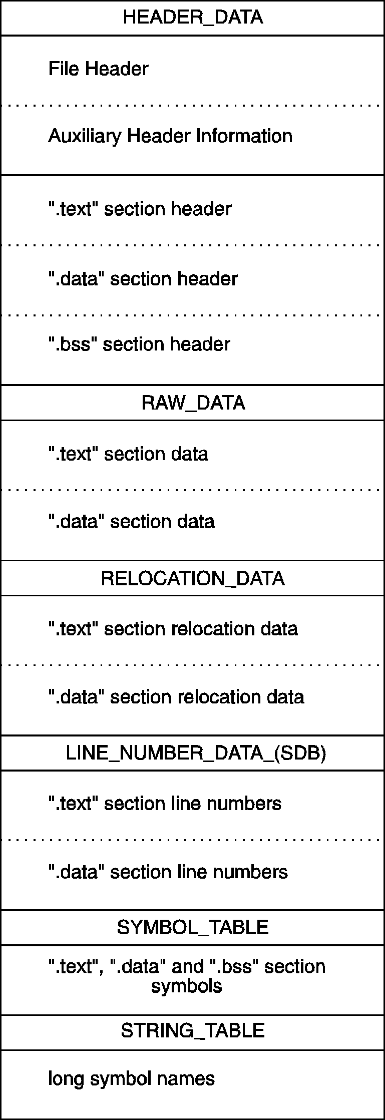 HEADER_DATA
File Header
Auxiliary Header Information
".text" section header
".data" section header
".bss" section header
RAW_DATA
".text" section data
".data" section data
RELOCATION_DATA
".text" section relocation data
".data" section relocation data
LINE_NUMBER_DATA_(SDB)
".text" section line numbers
".data" section line numbers
SYMBOL_TABLE
".text", ".data" and ".bss" section
symbols
STRING_TABLE
long symbol names